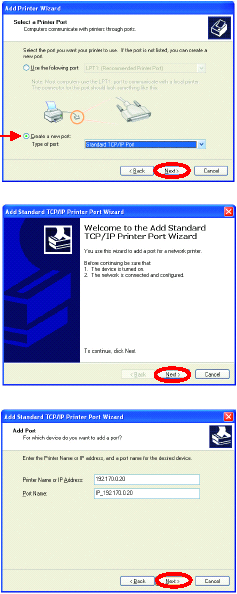 Add Printer Wizard
Select a Printer Port
Computers communicate with printers through ports.
Select the port you want your printer to use. If the port is not listed, you can create a
new port.
Use the following port: LPT1: (Recommended Printer Port)
Note: Most computers use the LPT1: port to communicate with a local printer.
The connector for this port should look something like this:
Create a new port:
Type of port: Standard TCP/IP Port
< Back Next > Cancel
Add Standard TCP/IP Printer Port Wizard
Welcome to the Add Standard
TCP/IP Printer Port Wizard
You use this wizard to add a port for a network printer.
Before continuing be sure that:
1. The device is turned on.
2. The network is connected and configured.
To continue, click Next.
< Back Next > Cancel
Add Standard TCP/IP Printer Port Wizard
Add Port
For which device do you want to add a port?
Enter the Printer Name or IP address, and a port name for the desired device.
Printer Name or IP Address: 192.170.0.20
Port Name: IP_192.170.0.20
< Back Next > Cancel